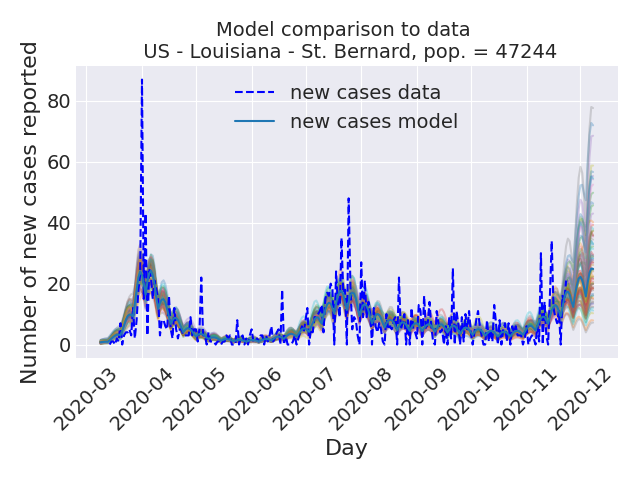 Model comparison to data
US - Louisiana - St. Bernard, pop. = 47244
Number of new cases reported
80
60
40
20
0
new cases data
new cases model
2020-03
2020-04
2020-05
2020-06
2020-07
2020-08
2020-09
2020-10
2020-11
2020-12
Day